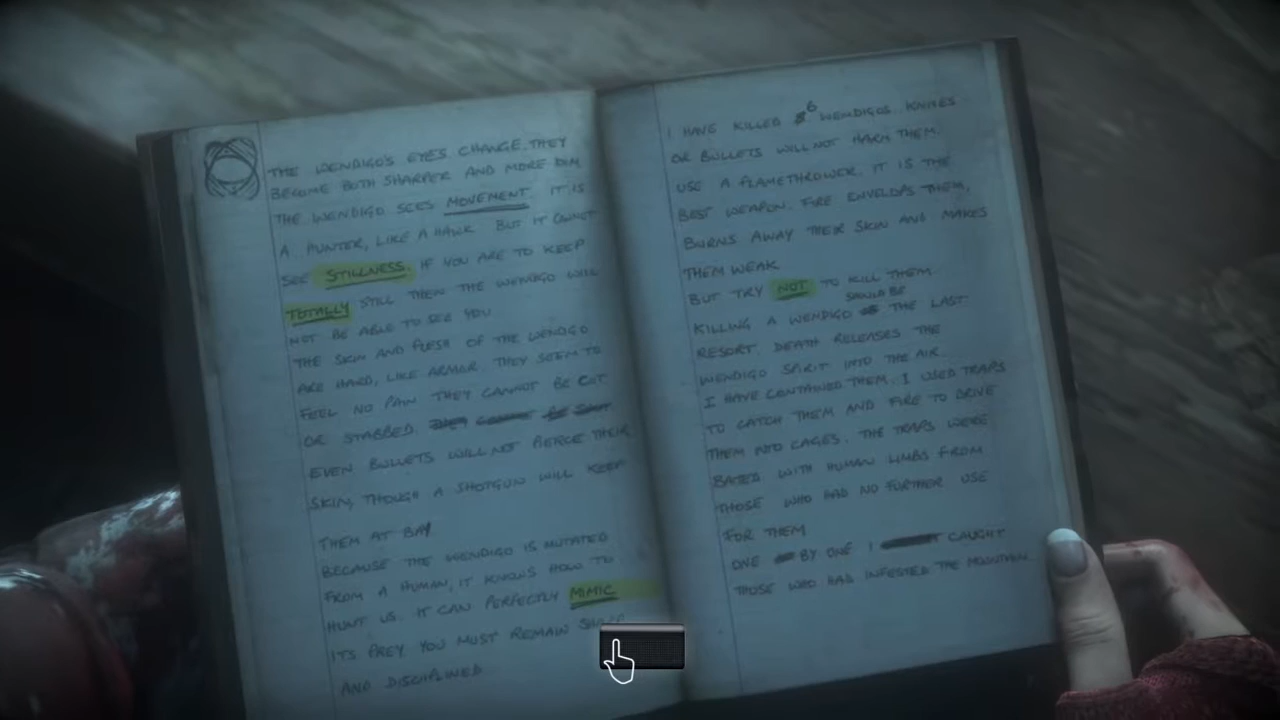 THE WENDIGO'S EYES CHANGE. THEY
BECOME BOTH SHARPER AND MORE DIM
THE WENDIGO SEES MOVEMENT. IT IS
A HUNTER, LIKE A HAWK BUT IT CANNOT
SEE STILLNESS. IF YOU ARE TO KEEP
TOTALLY STILL THEN THE WENDIGO WILL
NOT BE ABLE TO SEE YOU
THE SKIN AND FLESH OF THE WENDIGO
ARE HARD, LIKE ARMOR. THEY SEEM TO
FEEL NO PAIN THEY CANNOT BE CUT
OR STABBED
EVEN BULLETS WILL NOT PIERCE THEIR
SKIN, THOUGH A SHOTGUN WILL KEEP
THEM AT BAY
BECAUSE THE WENDIGO IS MUTATED
FROM A HUMAN, IT KNOWS HOW TO
HUNT US. IT CAN PERFECTLY MIMIC
ITS PREY YOU MUST REMAIN
AND DISCIPLINED
I HAVE KILLED 6 WENDIGOS. KNIVES
OR BULLETS WILL NOT HARM THEM.
USE A FLAMETHROWER. IT IS THE
BEST WEAPON. FIRE ENVELOPS THEM,
BURNS AWAY THEIR SKIN AND MAKES
THEM WEAK
BUT TRY NOT TO KILL THEM
KILLING A WENDIGO SHOULD BE THE LAST
RESORT DEATH RELEASES THE
WENDIGO SPIRIT INTO THE AIR.
I HAVE CONTAINED THEM. I USED TRAPS
TO CATCH THEM AND FIRE TO DRIVE
THEM INTO CAGES. THE TRAPS WERE
BAITED WITH HUMAN LIMBS FROM
THOSE WHO HAD NO FURTHER USE
FOR THEM
ONE BY ONE I CAUGHT
THOSE WHO HAD INFESTED THE MOUNTAIN